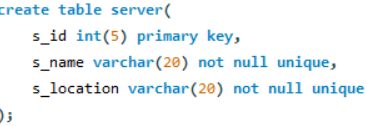 create table server(
s_id int(5) primary key,
s_name varchar(20) not null unique,
s_location varchar(20) not null unique
);